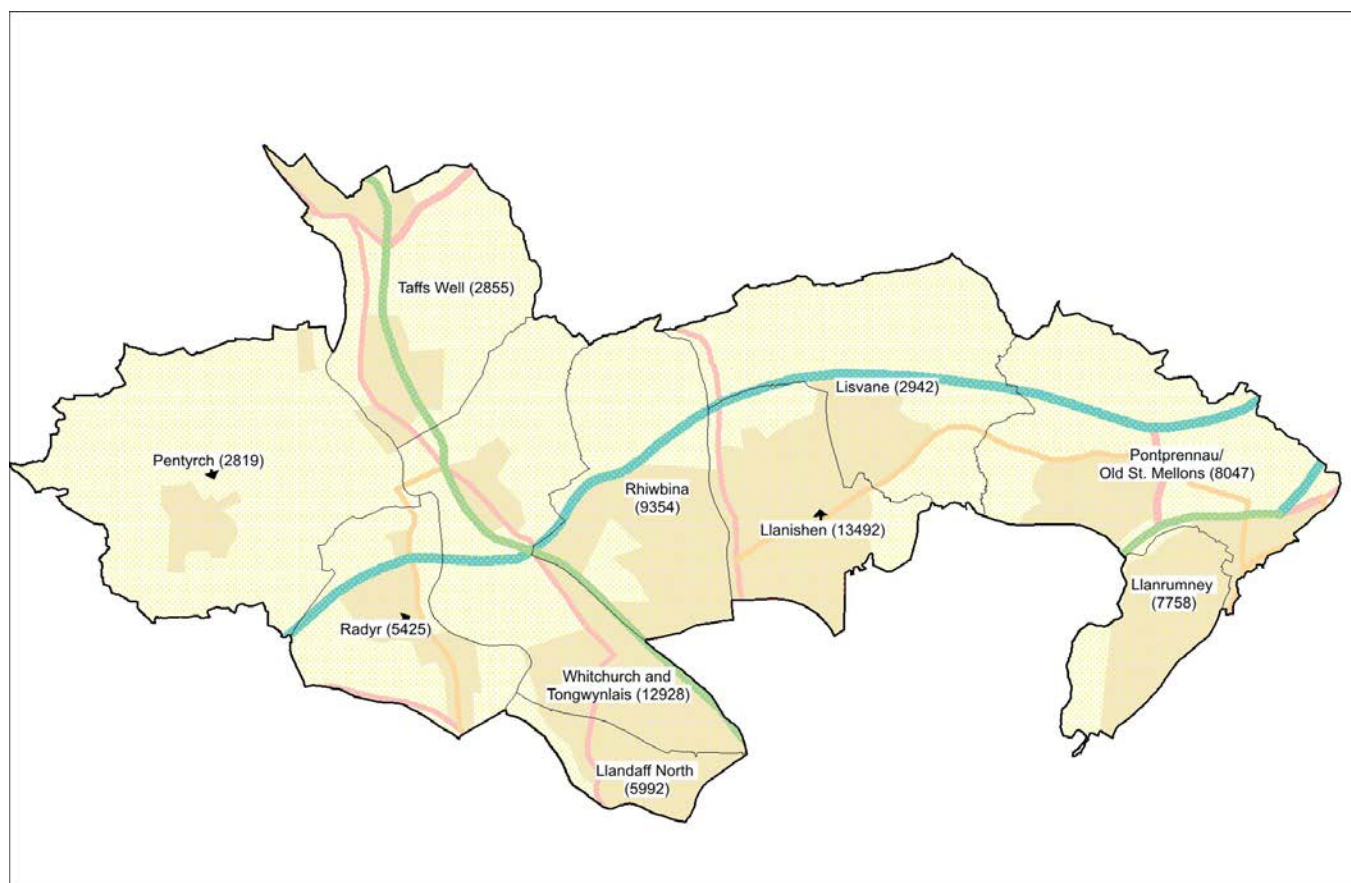 Taffs Well (2855)
Lisvane (2942)
Pentyrch (2819)
Pontprennau/
Old St. Mellons (8047)
Rhiwbina
(9354)
Llanishen (13492)
Llanrumney
(7758)
Radyr (5425)
Whitchurch and
Tongwynlais (12928)
Llandaff North
(5992)